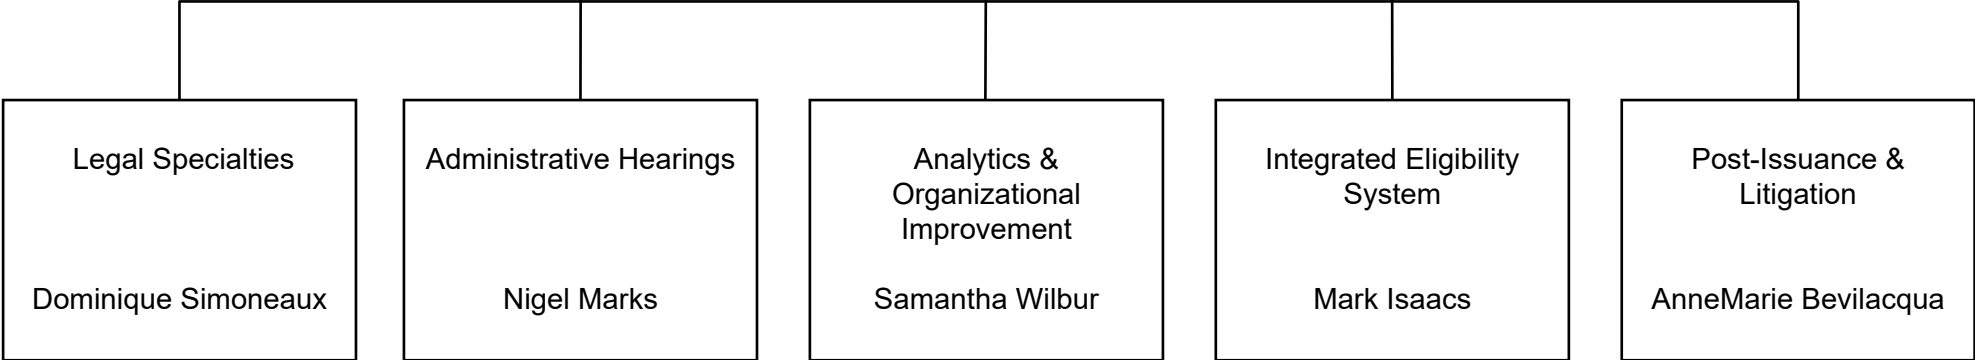 Legal Specialties
Dominique Simoneaux
Administrative Hearings
Nigel Marks
Analytics &
Organizational
Improvement
Samantha Wilbur
Integrated Eligibility
System
Mark Isaacs
Post-Issuance &
Litigation
AnneMarie Bevilacqua